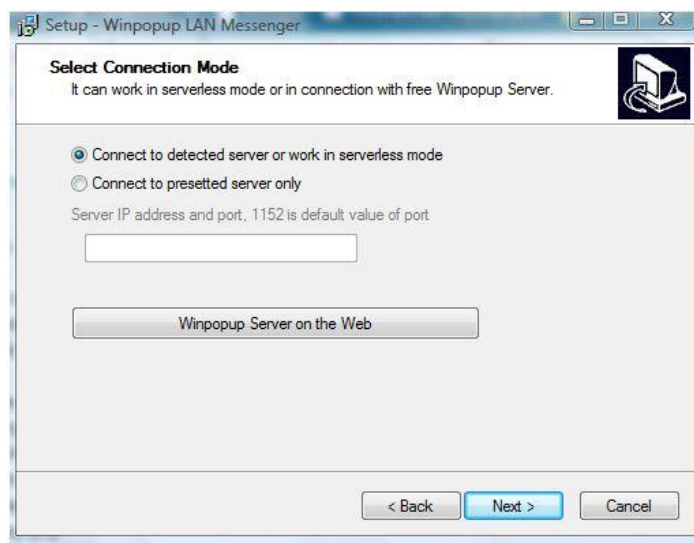 Setup - Winpopup LAN Messenger
Select Connection Mode
It can work in serverless mode or in connection with free Winpopup Server.
Connect to detected server or work in serverless mode
Connect to presetted server only
Server IP address and port, 1152 is default value of port
Winpopup Server on the Web
< Back Next > Cancel